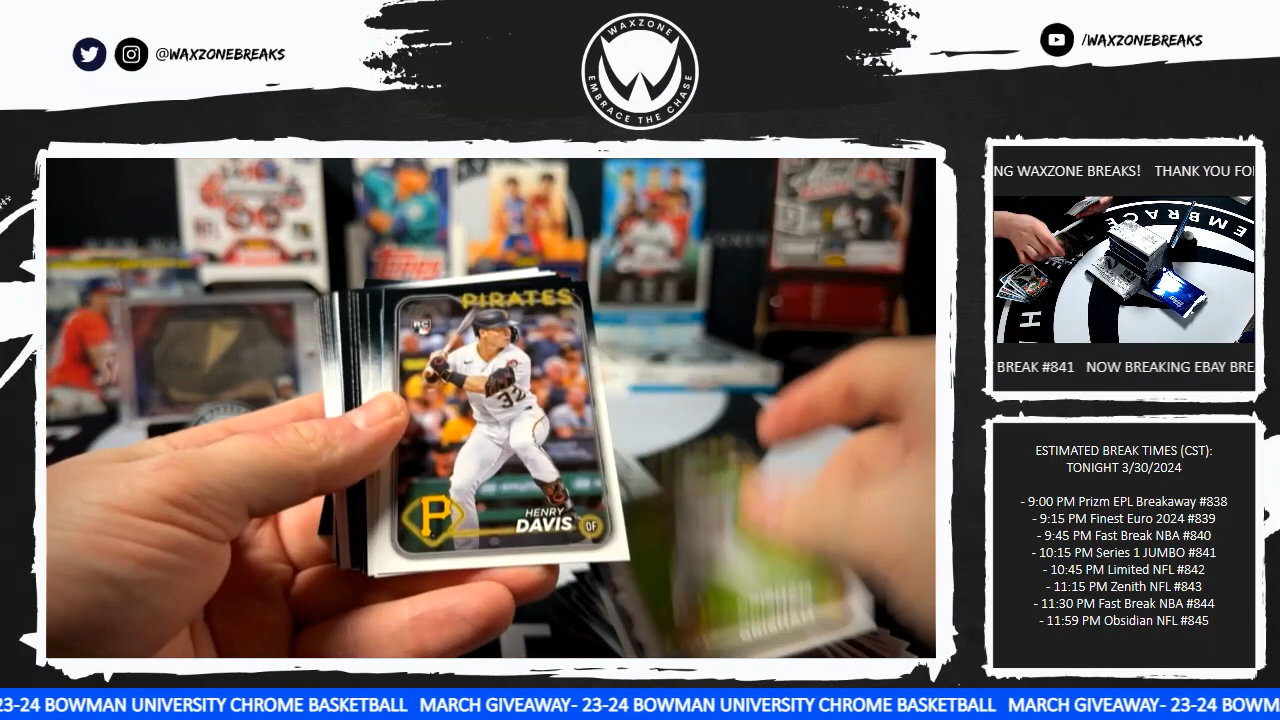 @WAXZONEBREAKS
WAXZONE
EMBRACE THE CHASE
/WAXZONEBREAKS
NG WAXZONE BREAKS! THANK YOU FO
EMBRACE
H
BREAK #841 NOW BREAKING EBAY BRE
ESTIMATED BREAK TIMES (CST):
TONIGHT 3/30/2024
- 9:00 PM Prizm EPL Breakaway #838
- 9:15 PM Finest Euro 2024 #839
- 9:45 PM Fast Break NBA #840
- 10:15 PM Series 1 JUMBO #841
- 10:45 PM Limited NFL #842
- 11:15 PM Zenith NFL #843
- 11:30 PM Fast Break NBA #844
- 11:59 PM Obsidian NFL #845
Topps
PIRATES
RC
32
P
HENRY
DAVIS OF
23-24 BOWMAN UNIVERSITY CHROME BASKETBALL MARCH GIVEAWAY- 23-24 BOWMAN UNIVERSITY CHROME BASKETBALL MARCH GIVEAWAY- 23-24 BOWM